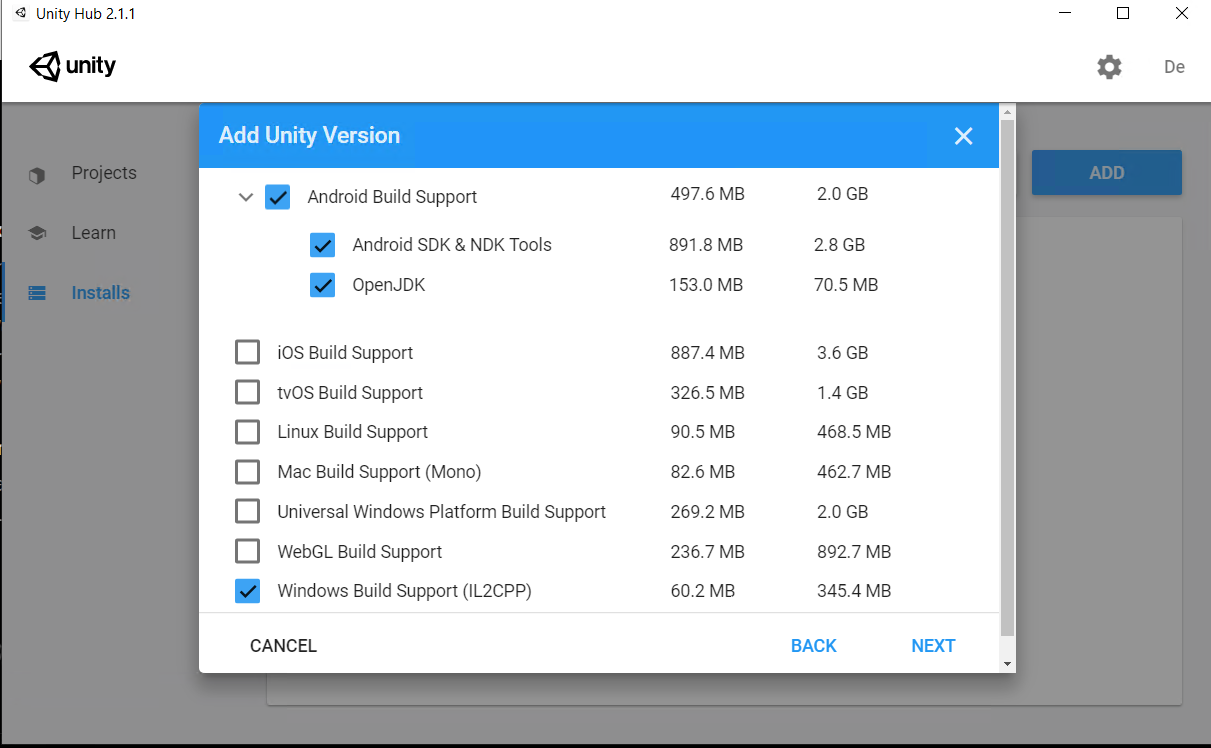 Unity Hub 2.1.1
unity
De
Add Unity Version
Projects
Learn
Installs
ADD
Android Build Support 497.6 MB 2.0 GB
Android SDK & NDK Tools 891.8 MB 2.8 GB
OpenJDK 153.0 MB 70.5 MB
iOS Build Support 887.4 MB 3.6 GB
tvOS Build Support 326.5 MB 1.4 GB
Linux Build Support 90.5 MB 468.5 MB
Mac Build Support (Mono) 82.6 MB 462.7 MB
Universal Windows Platform Build Support 269.2 MB 2.0 GB
WebGL Build Support 236.7 MB 892.7 MB
Windows Build Support (IL2CPP) 60.2 MB 345.4 MB
CANCEL BACK NEXT